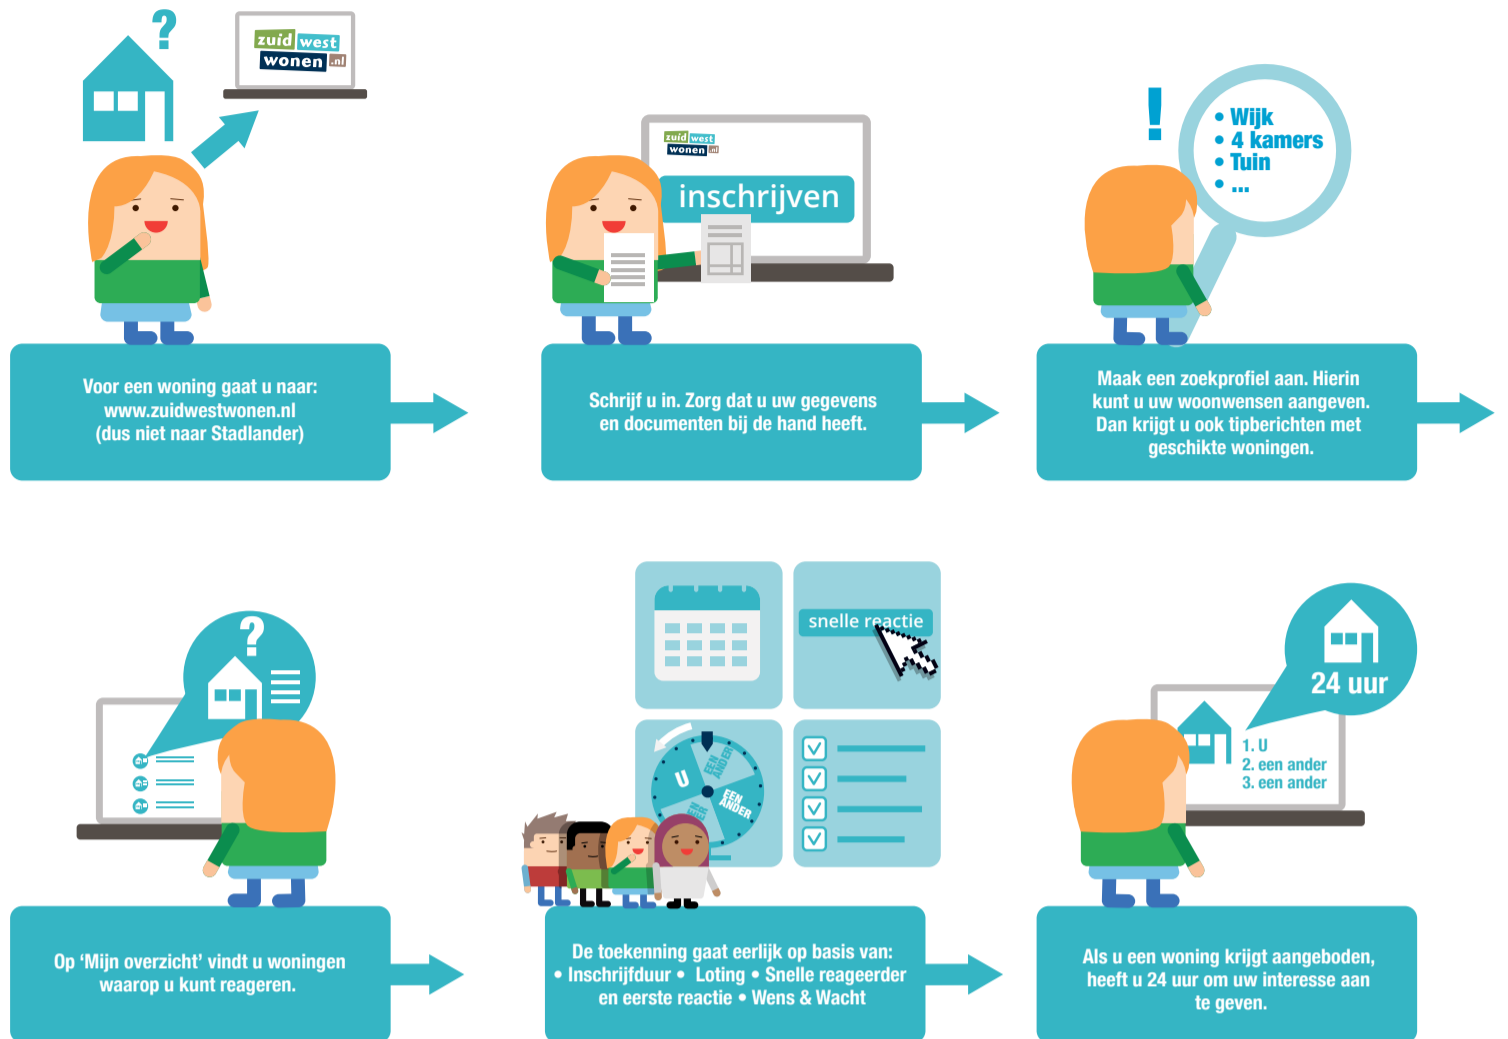 ?
zuid west
wonen .nl
Voor een woning gaat u naar:
www.zuidwestwonen.nl
(dus niet naar Stadlander)
zuid west
wonen .nl
inschrijven
Schrijf u in. Zorg dat u uw gegevens
en documenten bij de hand heeft.
!
• Wijk
• 4 kamers
• Tuin
• ...
Maak een zoekprofiel aan. Hierin
kunt u uw woonwensen aangeven.
Dan krijgt u ook tipberichten met
geschikte woningen.
?
Op ‘Mijn overzicht’ vindt u woningen
waarop u kunt reageren.
snelle reactie
U
EEN
ANDER
EEN
ANDER
De toekenning gaat eerlijk op basis van:
• Inschrijfduur • Loting • Snelle reageerder
en eerste reactie • Wens & Wacht
24 uur
1. U
2. een ander
3. een ander
Als u een woning krijgt aangeboden,
heeft u 24 uur om uw interesse aan
te geven.